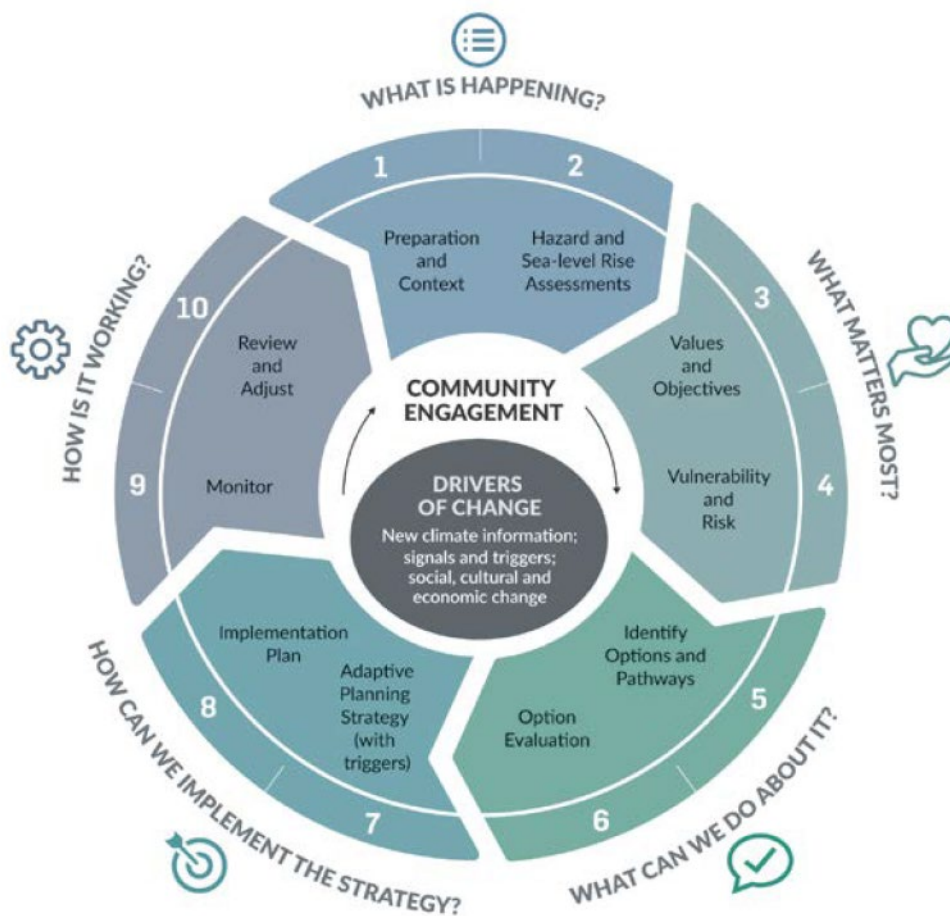 WHAT IS HAPPENING?
1
2
Preparation
and
Context
Hazard and
Sea-level Rise
Assessments
WHAT MATTERS MOST?
3
4
Values
and
Objectives
Vulnerability
and
Risk
WHAT CAN WE DO ABOUT IT?
5
6
Identify
Options and
Pathways
Option
Evaluation
HOW CAN WE IMPLEMENT THE STRATEGY?
7
8
Adaptive
Planning
Strategy
(with
triggers)
Implementation
Plan
HOW IS IT WORKING?
9
10
Monitor
Review
and
Adjust
COMMUNITY
ENGAGEMENT
DRIVERS
OF CHANGE
New climate information;
signals and triggers;
social, cultural and
economic change